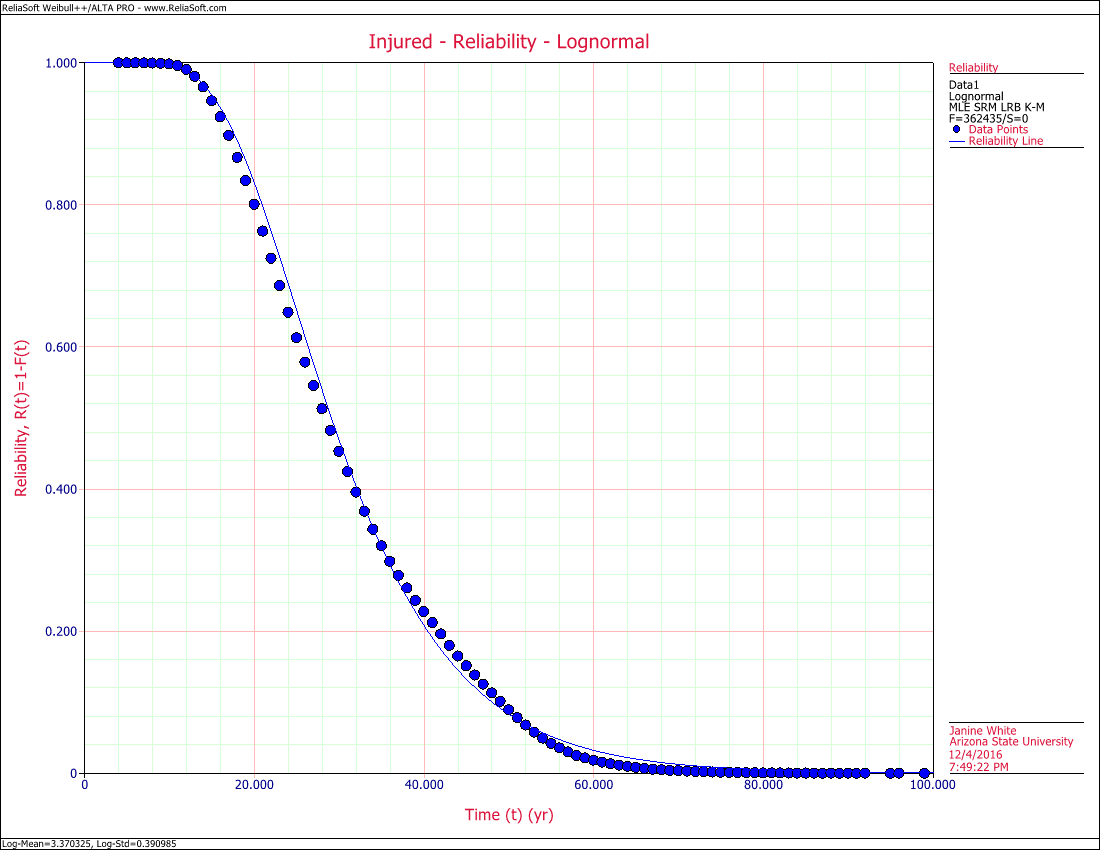 ReliaSoft Weibull++/ALTA PRO - www.ReliaSoft.com
Injured - Reliability - Lognormal
Reliability
Data1
Lognormal
MLE SRM LRB K-M
F=362435/S=0
Data Points
Reliability Line
Reliability, R(t)=1-F(t)
1.000
0.800
0.600
0.400
0.200
0
0
20.000
40.000
60.000
80.000
100.000
Time (t) (yr)
Janine White
Arizona State University
12/4/2016
7:49:22 PM
Log-Mean=3.370325, Log-Std=0.390985